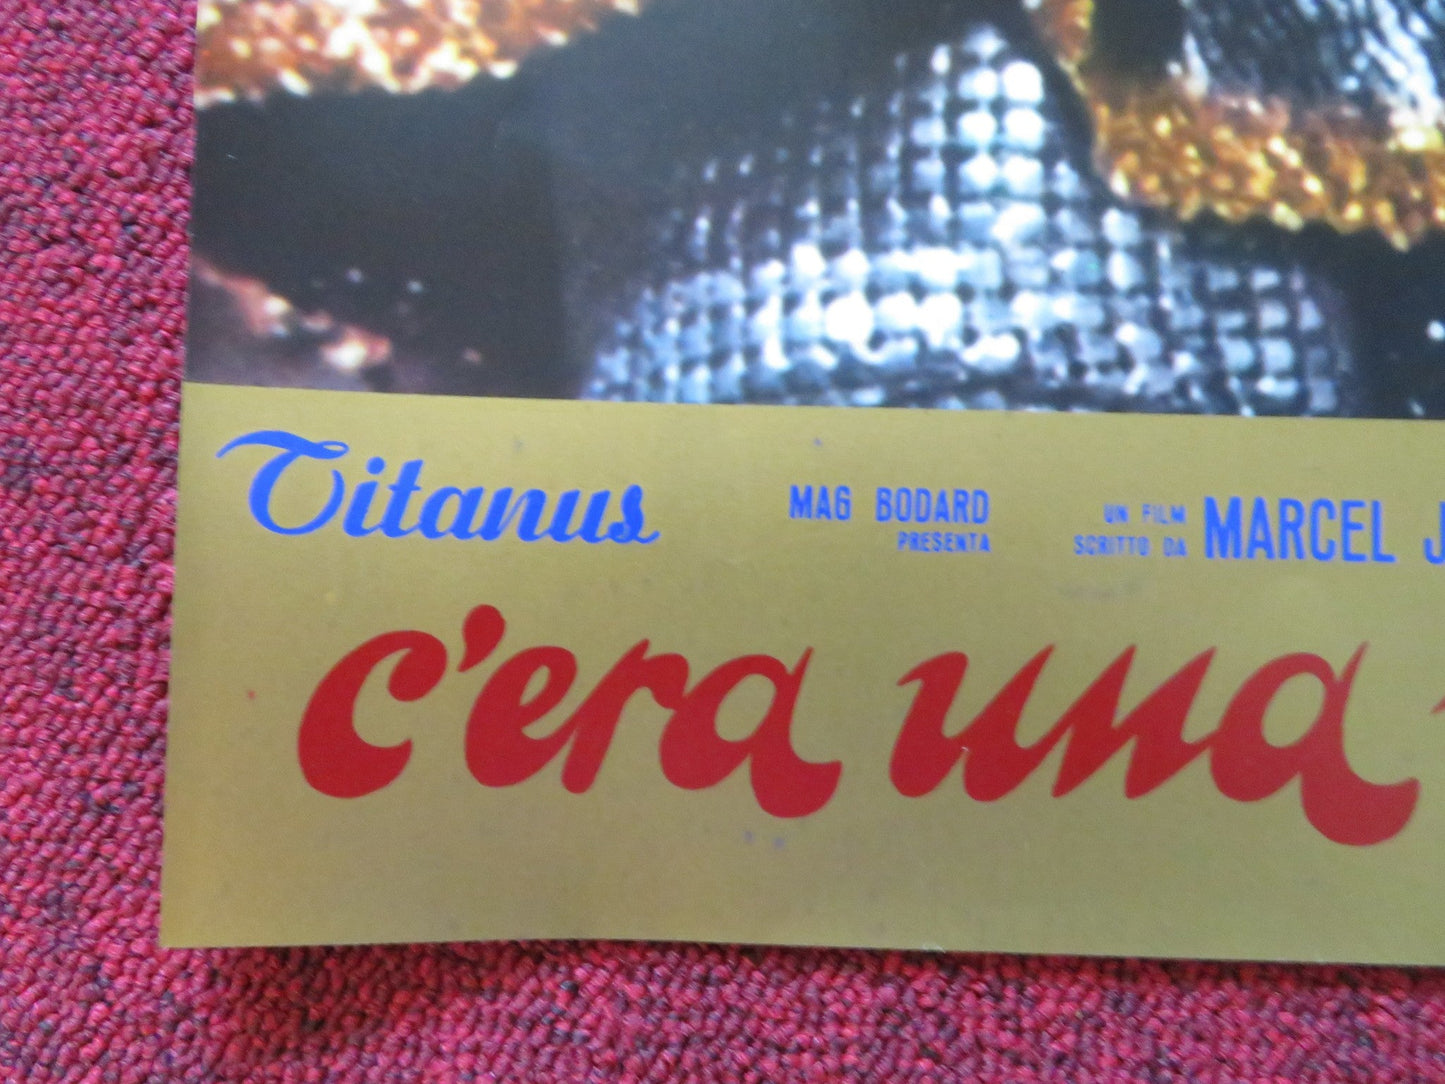 Titanus
MAG BODARD
PRESENTA
UN FILM
SCRITTO DA
MARCEL J
c'era una